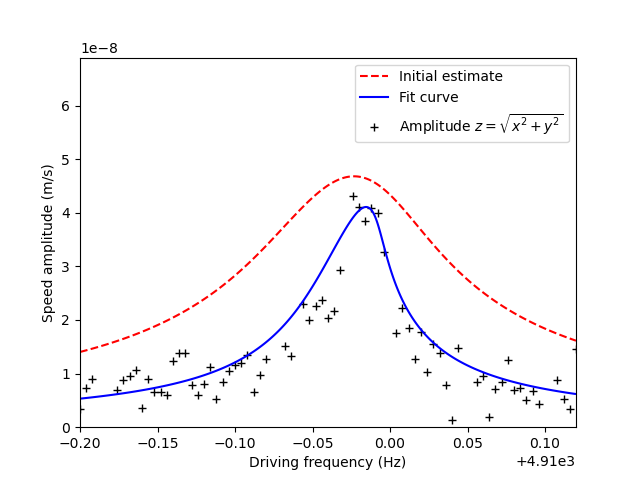 1e−8
Initial estimate
Fit curve
Amplitude z = √x² + y²
Speed amplitude (m/s)
6
5
4
3
2
1
0
−0.20 −0.15 −0.10 −0.05 0.00 0.05 0.10
Driving frequency (Hz)
+4.91e3